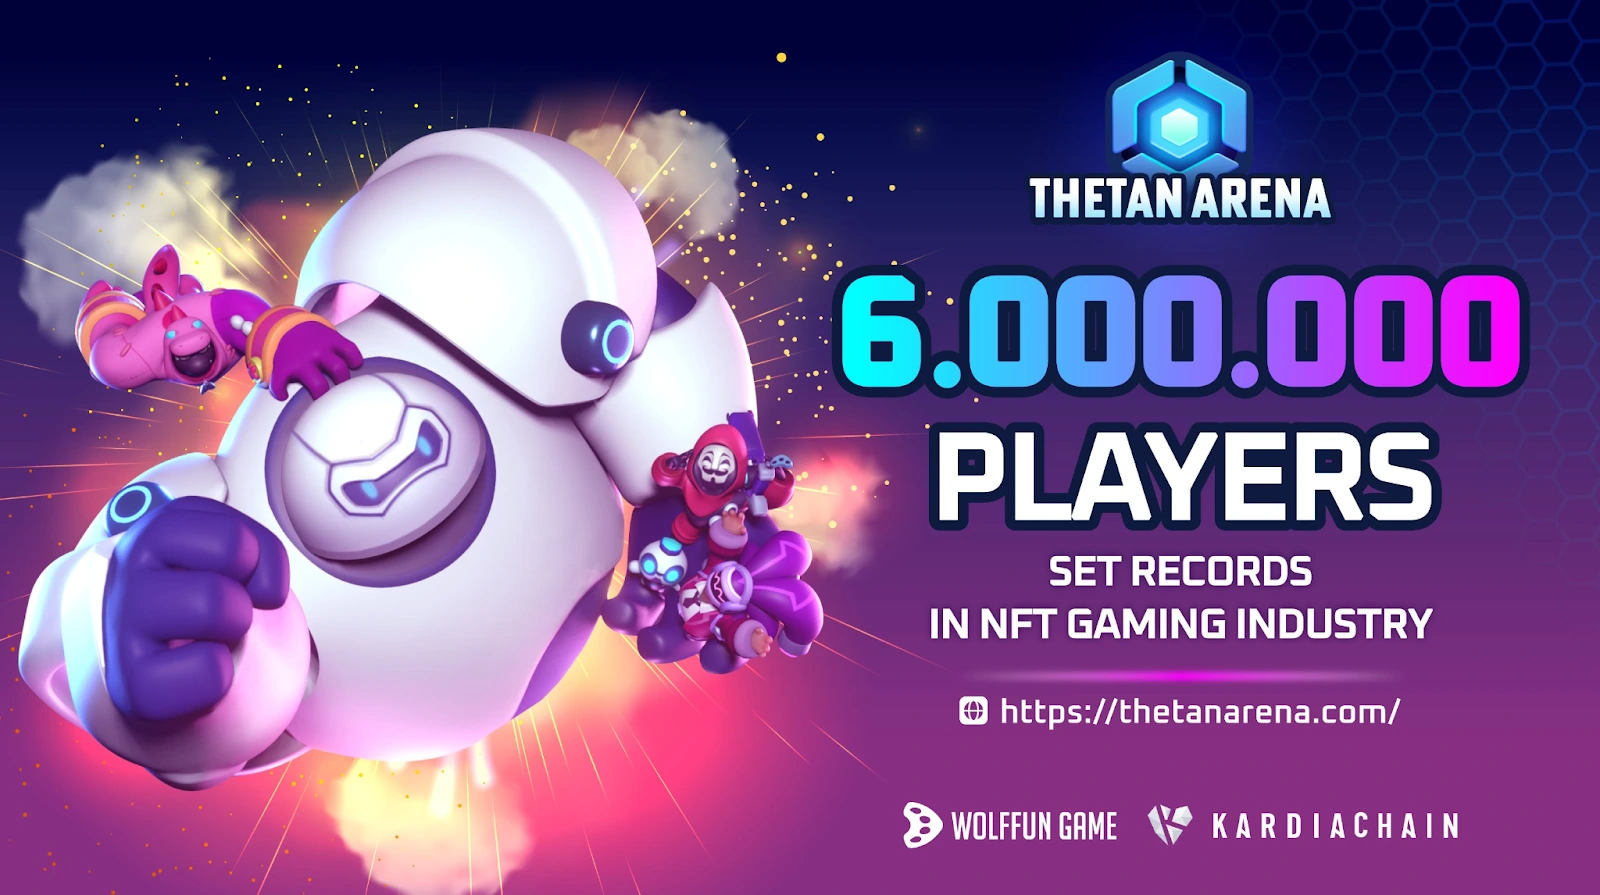 THETAN ARENA
6.000.000
PLAYERS
SET RECORDS
IN NFT GAMING INDUSTRY
https://thetanarena.com/
WOLFFUN GAME
KARDIACHAIN